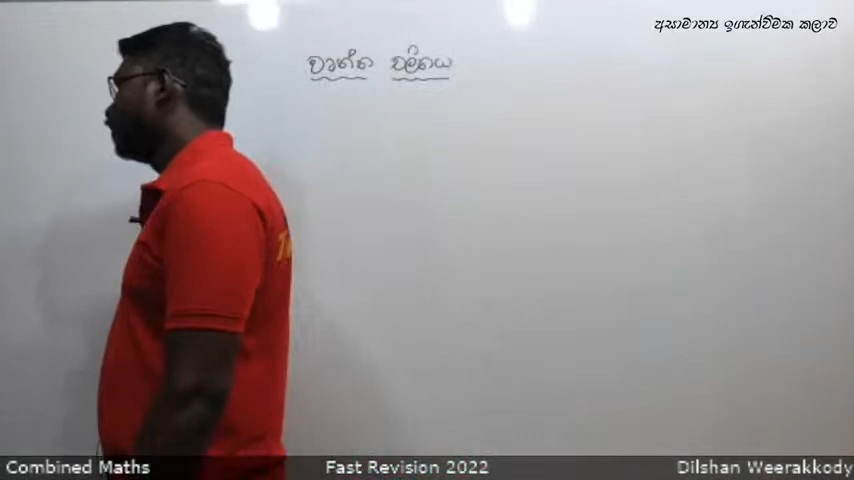 අසාමාන්‍ය ඉගැන්වීමක කලාව
වෘත්ත චලිතය
Combined Maths
Fast Revision 2022
Dilshan Weerakkody